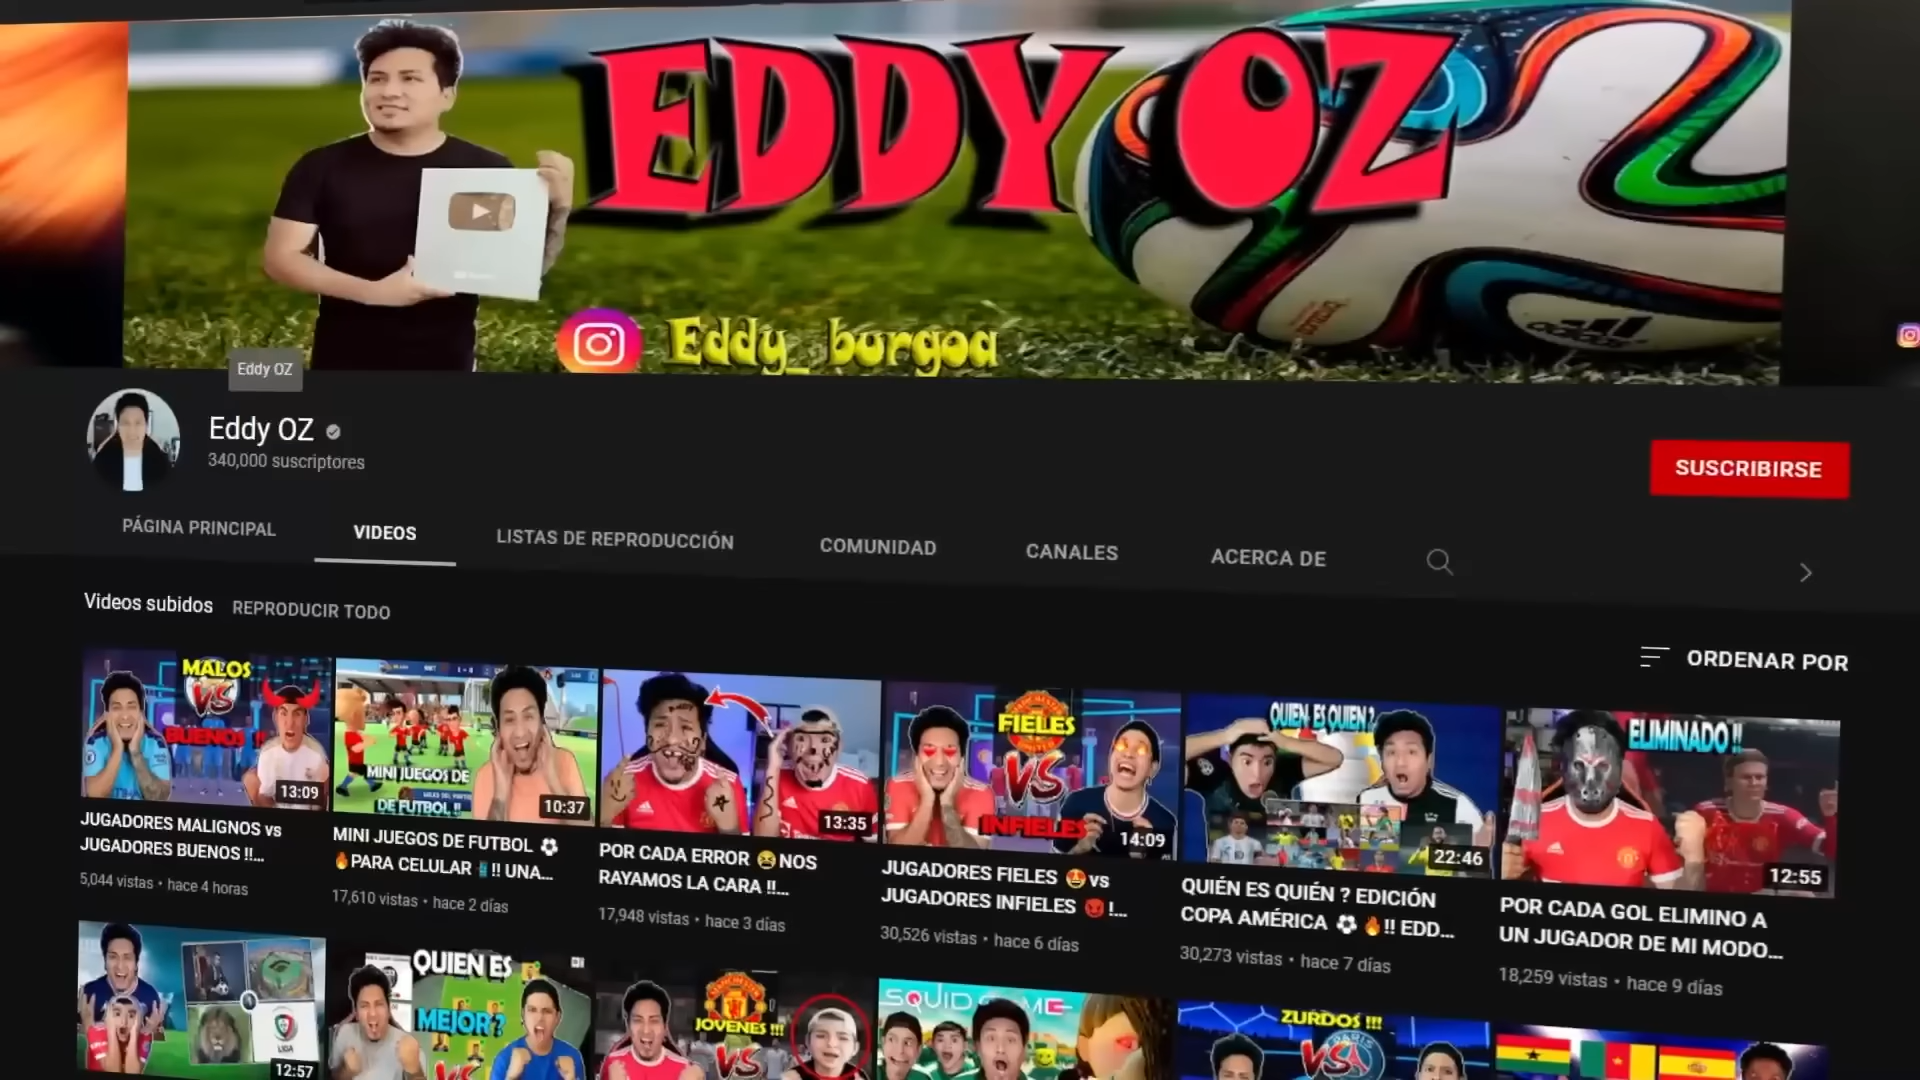 EDDY OZ
Eddy_burgoa
Eddy OZ
Eddy OZ
340,000 suscriptores
SUSCRIBIRSE
PÁGINA PRINCIPAL
VIDEOS
LISTAS DE REPRODUCCIÓN
COMUNIDAD
CANALES
ACERCA DE
Videos subidos
REPRODUCIR TODO
ORDENAR POR
MALOS
VS
BUENOS !!
13:09
JUGADORES MALIGNOS vs
JUGADORES BUENOS !!...
5,044 vistas • hace 4 horas
MINI JUEGOS DE
DE FUTBOL !!
10:37
MINI JUEGOS DE FUTBOL ⚽
🔥PARA CELULAR 📱!! UNA...
17,610 vistas • hace 2 días
13:35
POR CADA ERROR 😫NOS
RAYAMOS LA CARA !!...
17,948 vistas • hace 3 días
FIELES
VS
INFIELES
14:09
JUGADORES FIELES 😍vs
JUGADORES INFIELES 😈!...
30,526 vistas • hace 6 días
QUIEN ES QUIEN ?
22:46
QUIÉN ES QUIÉN ? EDICIÓN
COPA AMÉRICA ⚽🔥!! EDD...
30,273 vistas • hace 7 días
ELIMINADO !!
12:55
POR CADA GOL ELIMINO A
UN JUGADOR DE MI MODO...
18,259 vistas • hace 9 días
LIGA
12:57
QUIEN ES
MEJOR?
VS
MANCHESTER
JOVENES !!!
VS
SQUID GAME
ZURDOS !!!
VS
PARIS